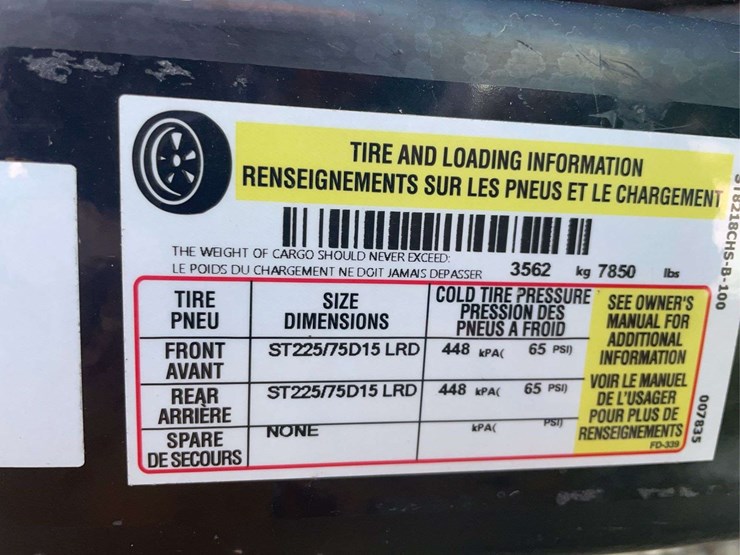 TIRE AND LOADING INFORMATION
RENSEIGNEMENTS SUR LES PNEUS ET LE CHARGEMENT
THE WEIGHT OF CARGO SHOULD NEVER EXCEED:
LE POIDS DU CHARGEMENT NE DOIT JAMAIS DEPASSER 3562 kg 7850 lbs
TIRE
PNEU
SIZE
DIMENSIONS
COLD TIRE PRESSURE
PRESSION DES
PNEUS A FROID
FRONT
AVANT
ST225/75D15 LRD
448 kPA( 65 PSI)
REAR
ARRIÈRE
ST225/75D15 LRD
448 kPA( 65 PSI)
SPARE
DE SECOURS
NONE
kPA( PSI)
SEE OWNER'S
MANUAL FOR
ADDITIONAL
INFORMATION
VOIR LE MANUEL
DE L'USAGER
POUR PLUS DE
RENSEIGNEMENTS
FD-339
ST8218CHS-B-100
007835